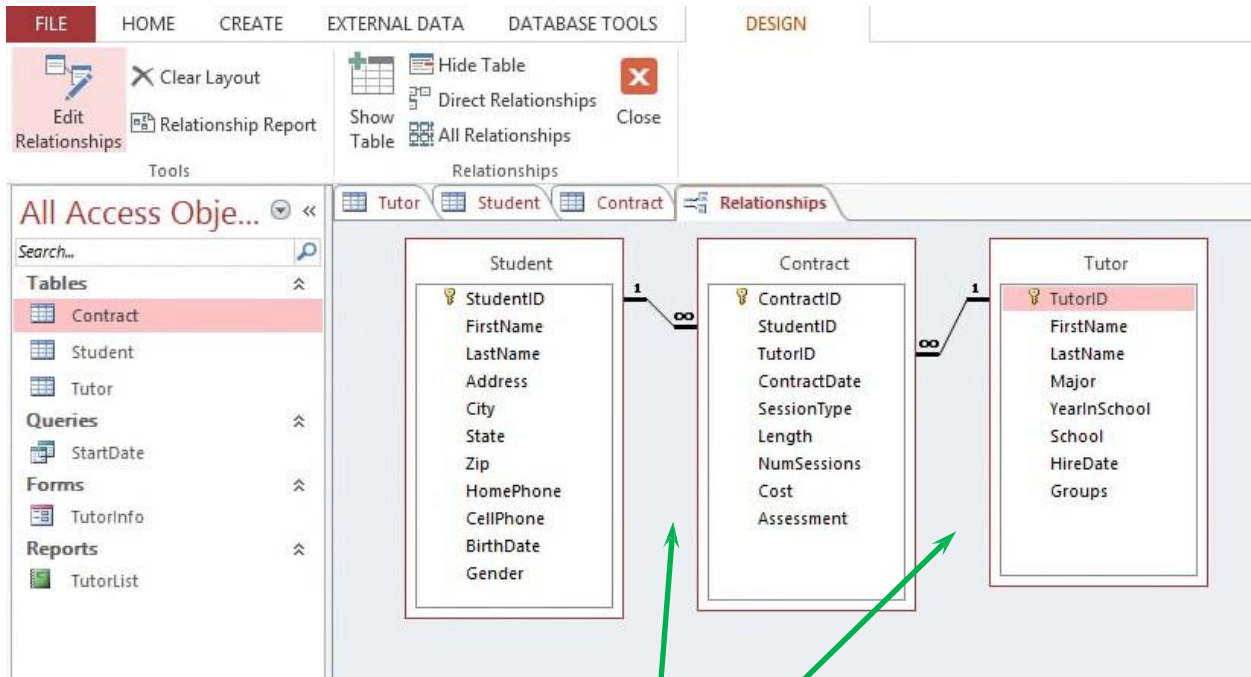 FILE HOME CREATE EXTERNAL DATA DATABASE TOOLS DESIGN
Edit
Relationships
Clear Layout
Relationship Report
Tools
Show
Table
Hide Table
Direct Relationships
All Relationships
Close
Relationships
All Access Obje...
Search...
Tables
Contract
Student
Tutor
Queries
StartDate
Forms
TutorInfo
Reports
TutorList
Tutor Student Contract Relationships
Student
StudentID
FirstName
LastName
Address
City
State
Zip
HomePhone
CellPhone
BirthDate
Gender
1
∞
Contract
ContractID
StudentID
TutorID
ContractDate
SessionType
Length
NumSessions
Cost
Assessment
∞
1
Tutor
TutorID
FirstName
LastName
Major
YearInSchool
School
HireDate
Groups